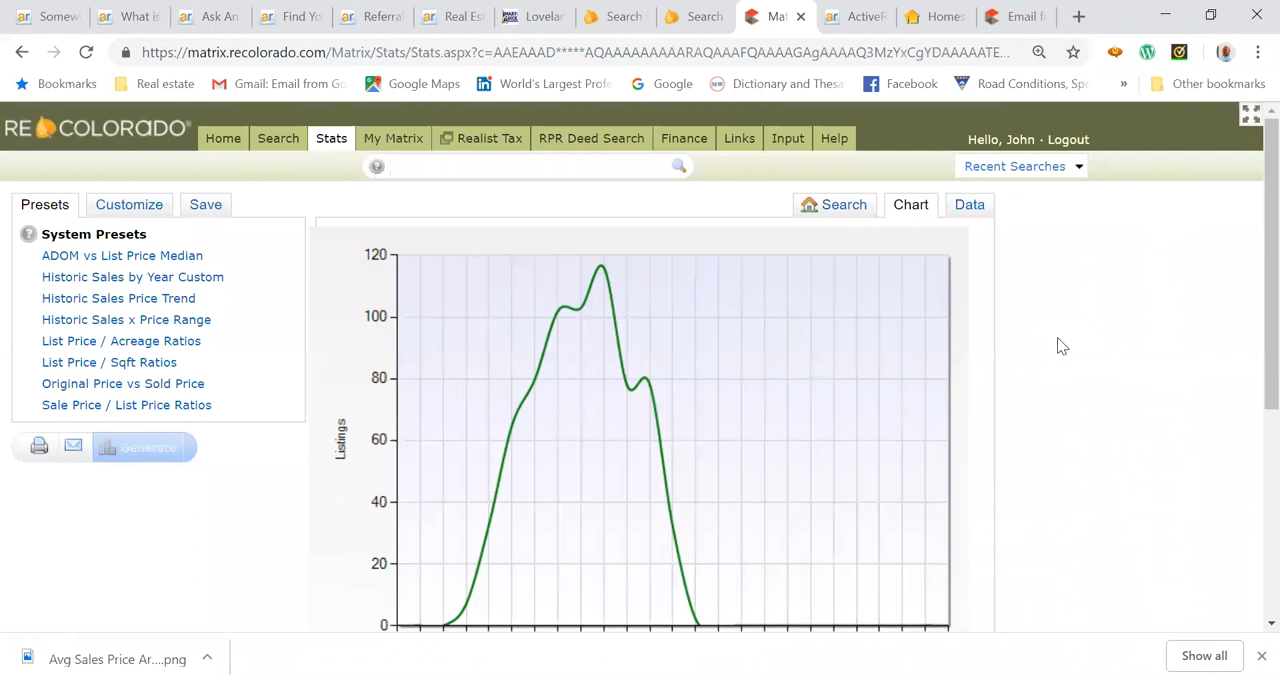 Somewh What is Ask An Find Yo Referra Real Est Lovelan Search Search Mat ActiveR Homes Email f
https://matrix.recolorado.com/Matrix/Stats/Stats.aspx?c=AAEAAAD*****AQAAAAAAAAARAQAAAFQAAAAGAgAAAAQ3MzYxCgYDAAAAATE...
Bookmarks Real estate Gmail: Email from Go Google Maps World's Largest Profe Google Dictionary and Thesa Facebook Road Conditions, Spe » Other bookmarks
RECOLORADO®
Home Search Stats My Matrix Realist Tax RPR Deed Search Finance Links Input Help Hello, John · Logout
Recent Searches
Presets Customize Save Search Chart Data
System Presets
ADOM vs List Price Median
Historic Sales by Year Custom
Historic Sales Price Trend
Historic Sales x Price Range
List Price / Acreage Ratios
List Price / Sqft Ratios
Original Price vs Sold Price
Sale Price / List Price Ratios
Generate
120
100
80
60
40
20
0
Listings
Avg Sales Price Ar....png Show all